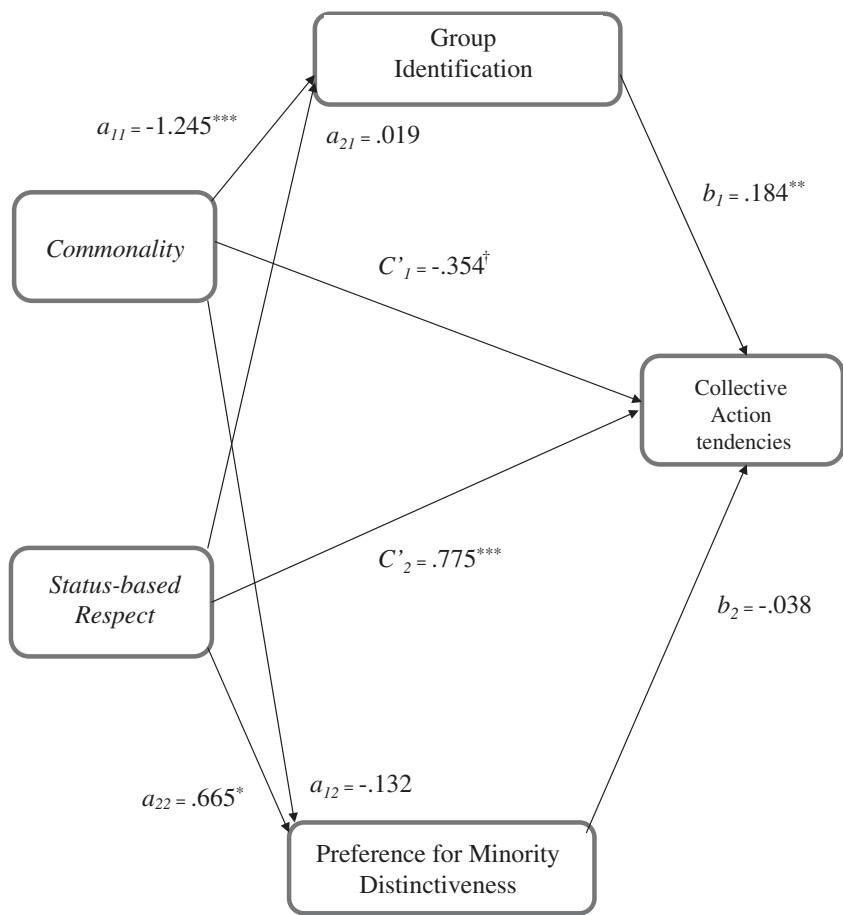 Group
Identification
a11 = -1.245***
a21 = .019
b1 = .184**
Commonality
C’1 = -.354†
Collective
Action
tendencies
Status-based
Respect
C’2 = .775***
b2 = -.038
a22 = .665*
a12 = -.132
Preference for Minority
Distinctiveness